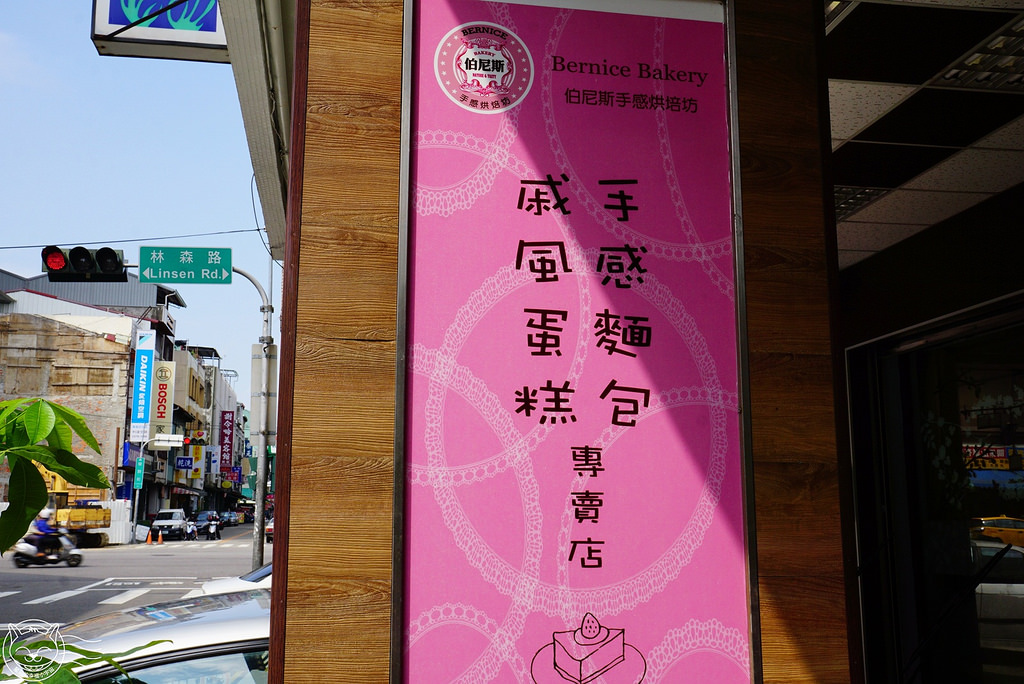 BERNICE
BAKERY
伯尼斯
手感烘焙坊
Bernice Bakery
伯尼斯手感烘焙坊
手感麵包
戚風蛋糕
專賣店
林森路
Linsen Rd.
DAIKIN
BOSCH